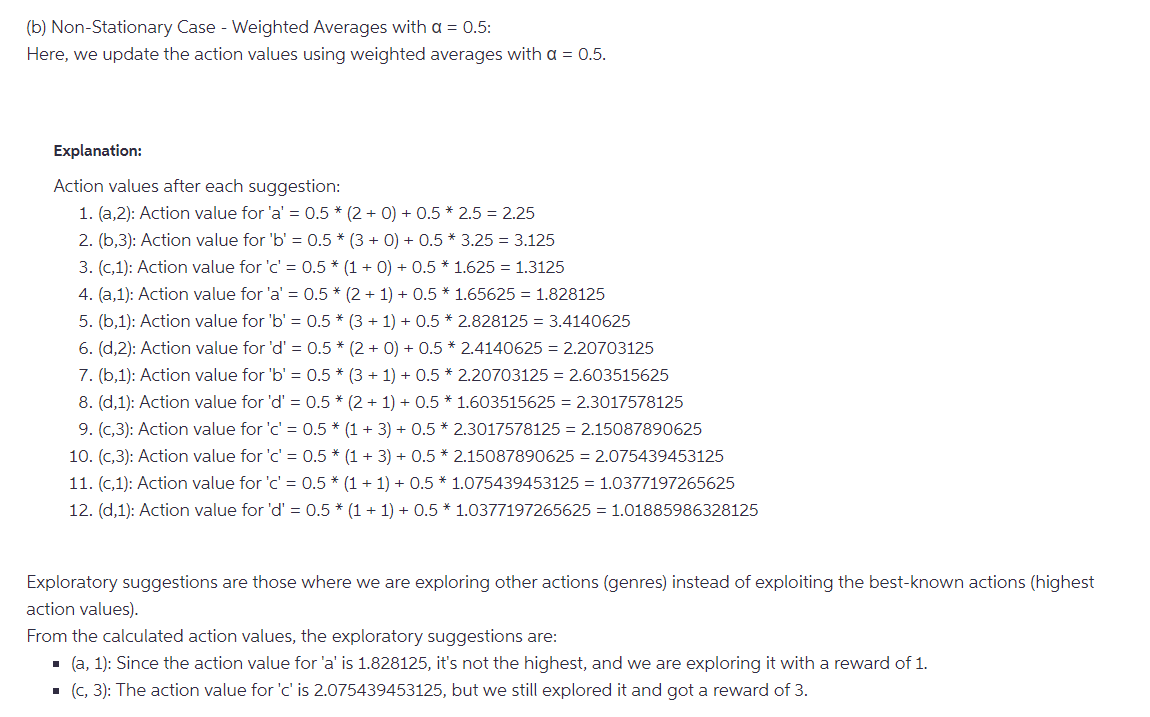 (b) Non-Stationary Case - Weighted Averages with α = 0.5:
Here, we update the action values using weighted averages with α = 0.5.
Explanation:
Action values after each suggestion:
1. (a,2): Action value for 'a' = 0.5 * (2 + 0) + 0.5 * 2.5 = 2.25
2. (b,3): Action value for 'b' = 0.5 * (3 + 0) + 0.5 * 3.25 = 3.125
3. (c,1): Action value for 'c' = 0.5 * (1 + 0) + 0.5 * 1.625 = 1.3125
4. (a,1): Action value for 'a' = 0.5 * (2 + 1) + 0.5 * 1.65625 = 1.828125
5. (b,1): Action value for 'b' = 0.5 * (3 + 1) + 0.5 * 2.828125 = 3.4140625
6. (d,2): Action value for 'd' = 0.5 * (2 + 0) + 0.5 * 2.4140625 = 2.20703125
7. (b,1): Action value for 'b' = 0.5 * (3 + 1) + 0.5 * 2.20703125 = 2.603515625
8. (d,1): Action value for 'd' = 0.5 * (2 + 1) + 0.5 * 1.603515625 = 2.3017578125
9. (c,3): Action value for 'c' = 0.5 * (1 + 3) + 0.5 * 2.3017578125 = 2.15087890625
10. (c,3): Action value for 'c' = 0.5 * (1 + 3) + 0.5 * 2.15087890625 = 2.075439453125
11. (c,1): Action value for 'c' = 0.5 * (1 + 1) + 0.5 * 1.075439453125 = 1.0377197265625
12. (d,1): Action value for 'd' = 0.5 * (1 + 1) + 0.5 * 1.0377197265625 = 1.01885986328125
Exploratory suggestions are those where we are exploring other actions (genres) instead of exploiting the best-known actions (highest
action values).
From the calculated action values, the exploratory suggestions are:
▪ (a, 1): Since the action value for 'a' is 1.828125, it's not the highest, and we are exploring it with a reward of 1.
▪ (c, 3): The action value for 'c' is 2.075439453125, but we still explored it and got a reward of 3.